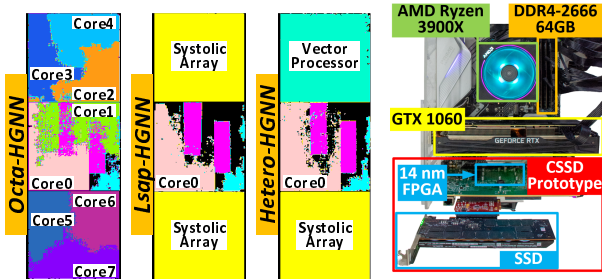 Octa-HGNN
Core4
Core3
Core2
Core1
Core0
Core6
Core5
Core7
Lsap-HGNN
Systolic
Array
Core0
Systolic
Array
Hetero-HGNN
Vector
Processor
Core0
Systolic
Array
AMD Ryzen
3900X
DDR4-2666
64GB
GTX 1060
GEFORCE RTX
CSSD
Prototype
14 nm
FPGA
SSD